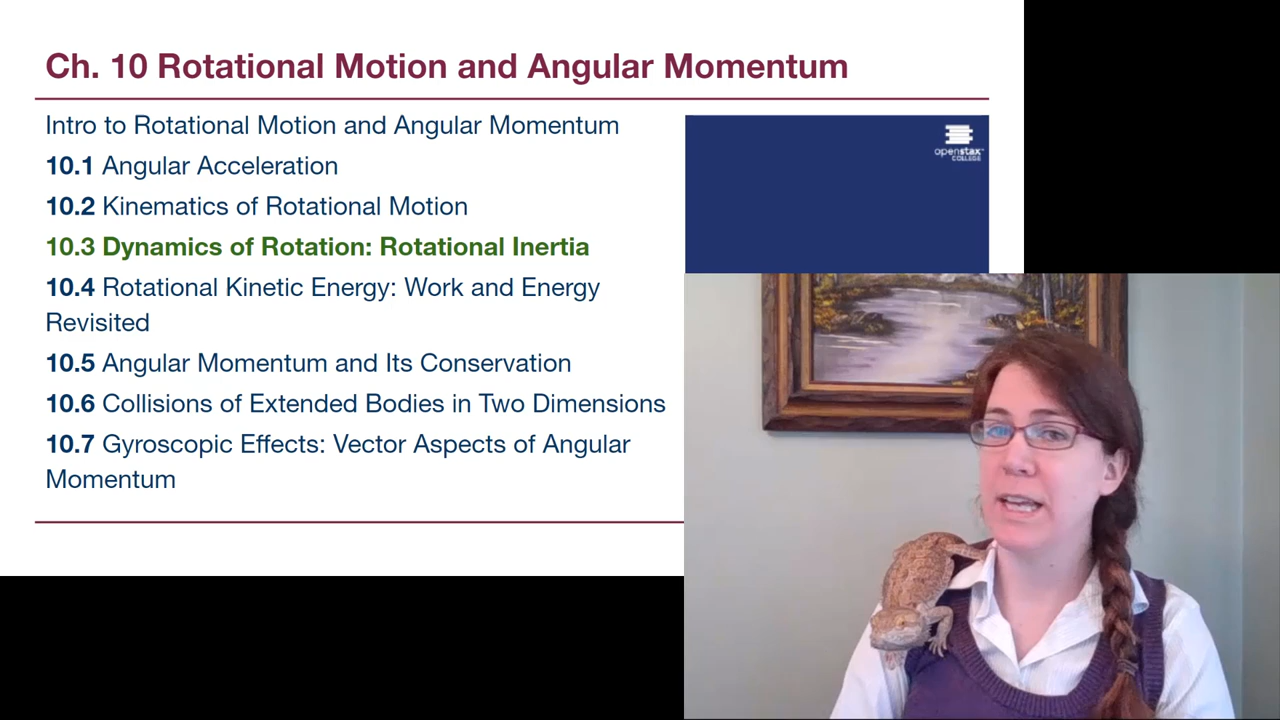 Ch. 10 Rotational Motion and Angular Momentum
Intro to Rotational Motion and Angular Momentum
10.1 Angular Acceleration
10.2 Kinematics of Rotational Motion
10.3 Dynamics of Rotation: Rotational Inertia
10.4 Rotational Kinetic Energy: Work and Energy
Revisited
10.5 Angular Momentum and Its Conservation
10.6 Collisions of Extended Bodies in Two Dimensions
10.7 Gyroscopic Effects: Vector Aspects of Angular
Momentum
openstax™
COLLEGE